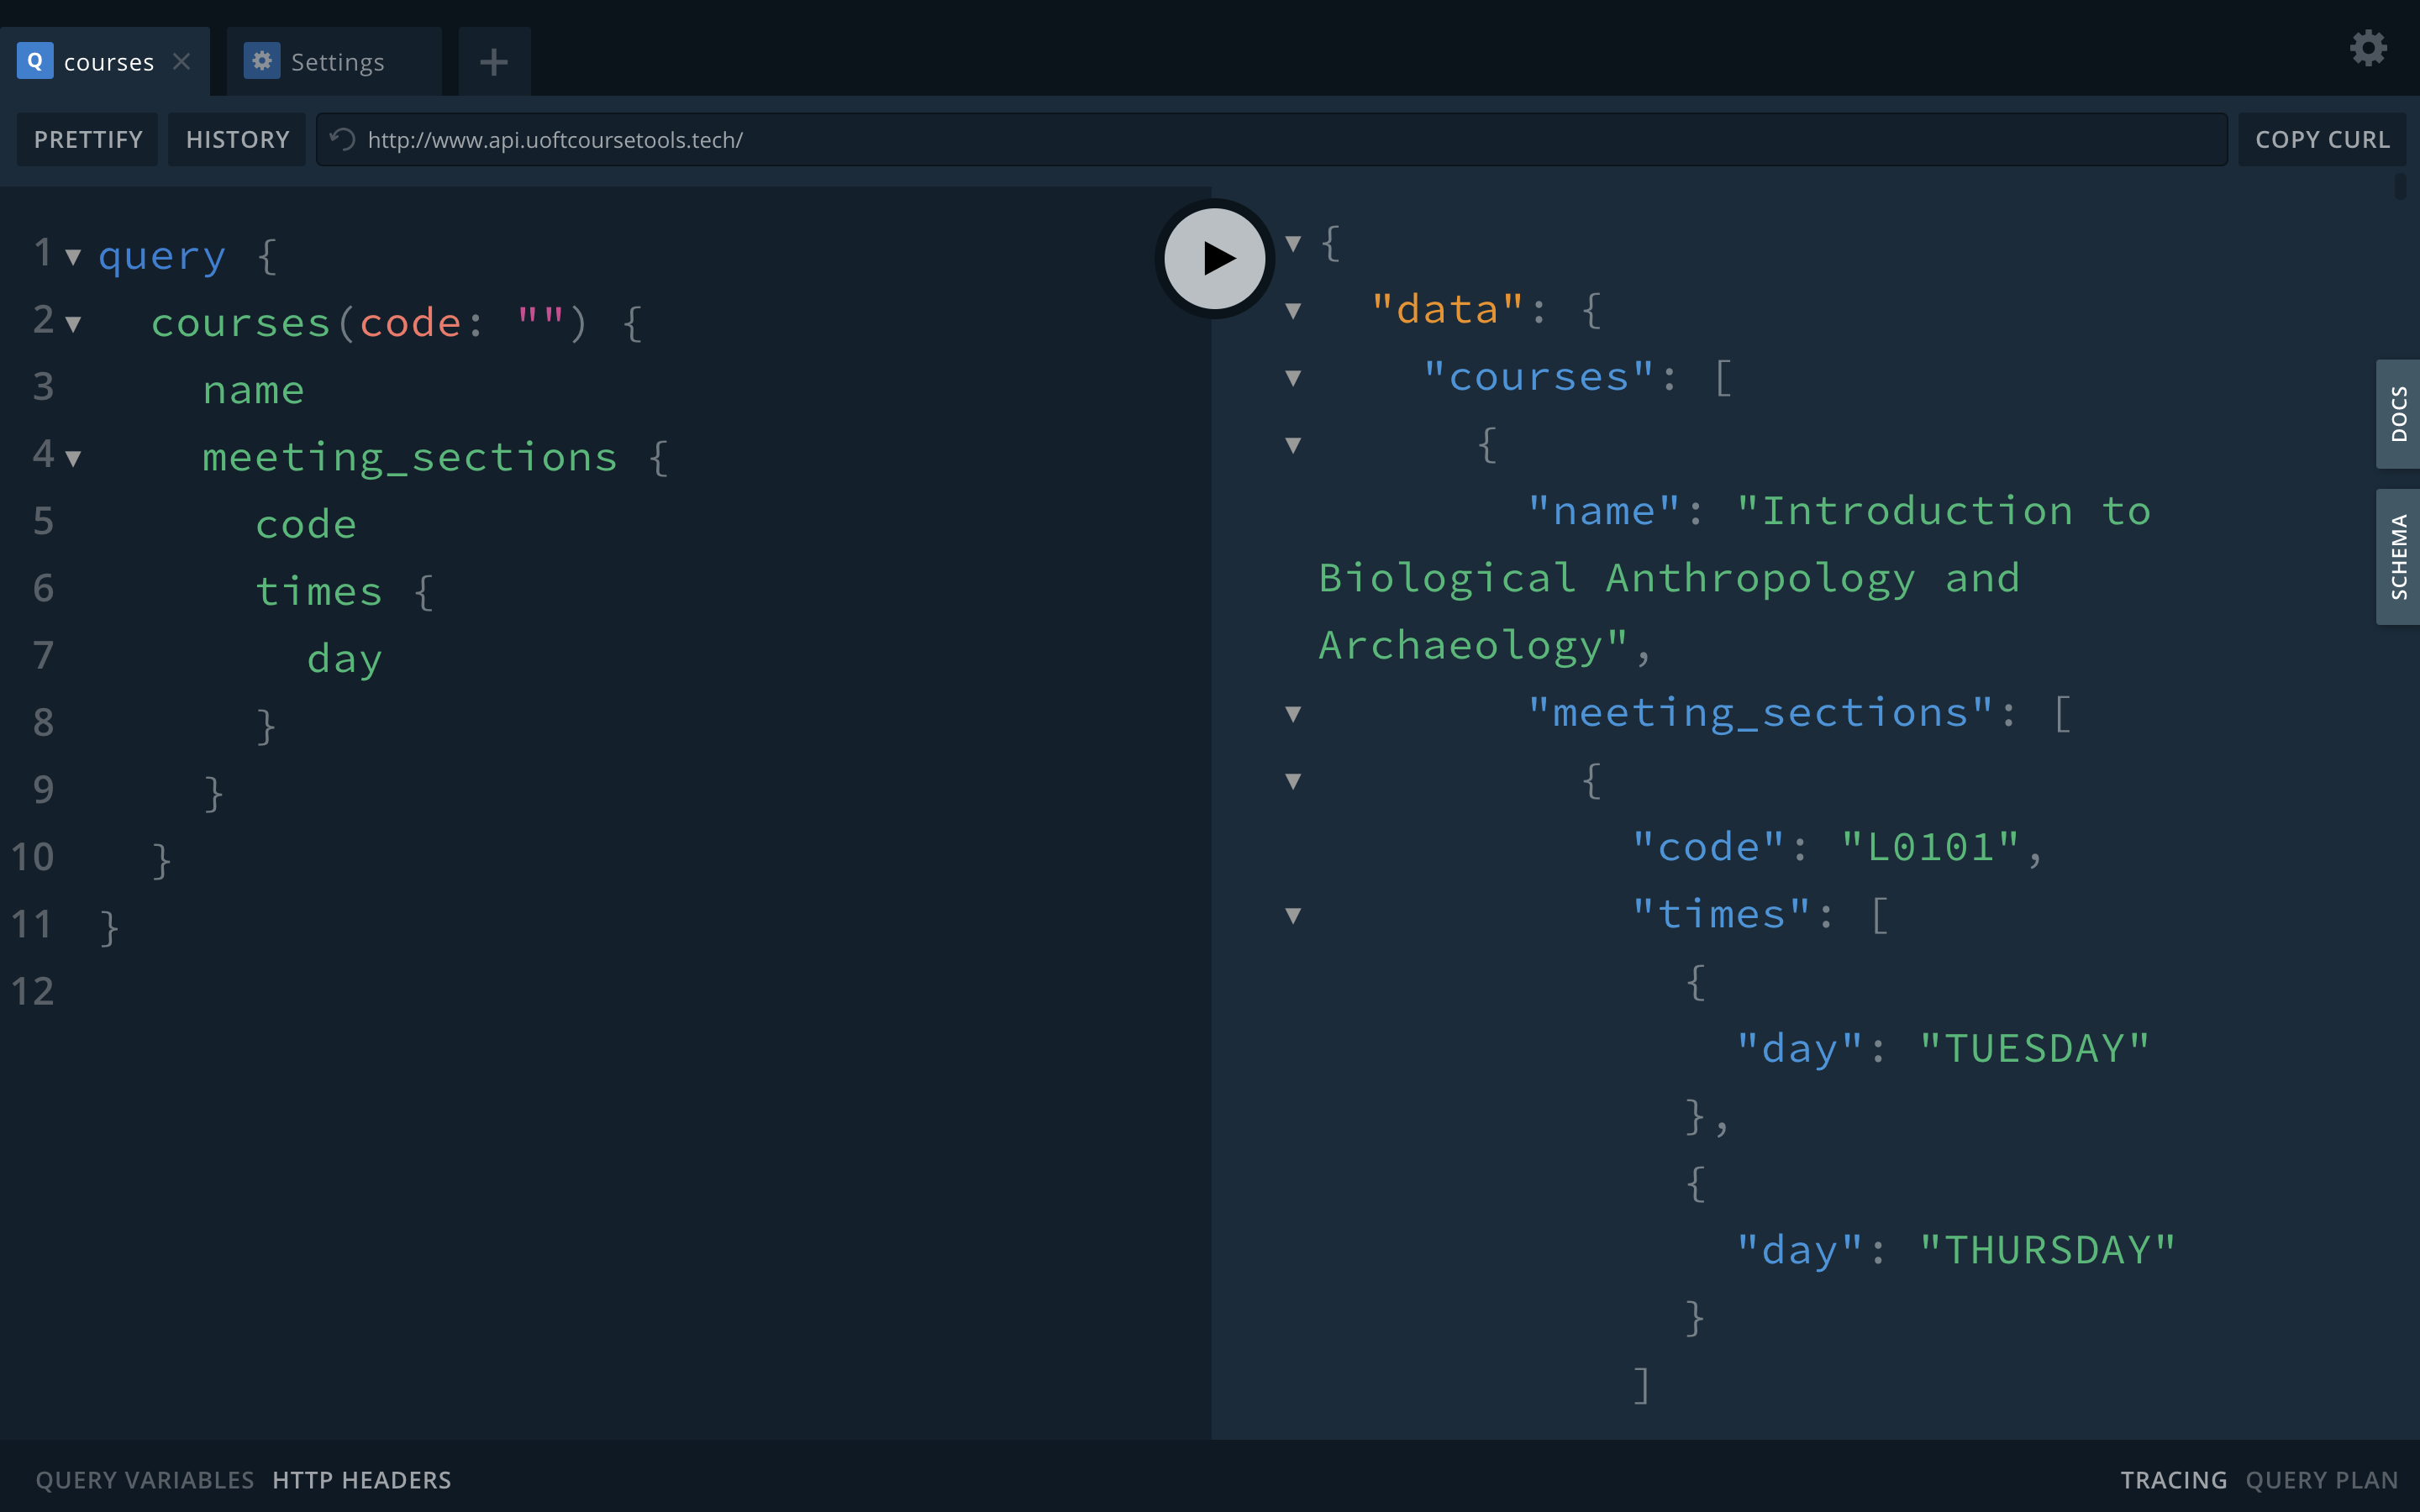 Q courses × Settings +
PRETTIFY HISTORY http://www.api.uoftcoursetools.tech/ COPY CURL
1 query {
2 courses(code: "") {
3 name
4 meeting_sections {
5 code
6 times {
7 day
8 }
9 }
10 }
11 }
12
{
"data": {
"courses": [
{
"name": "Introduction to
Biological Anthropology and
Archaeology",
"meeting_sections": [
{
"code": "L0101",
"times": [
{
"day": "TUESDAY"
},
{
"day": "THURSDAY"
}
]
DOCS
SCHEMA
QUERY VARIABLES HTTP HEADERS TRACING QUERY PLAN